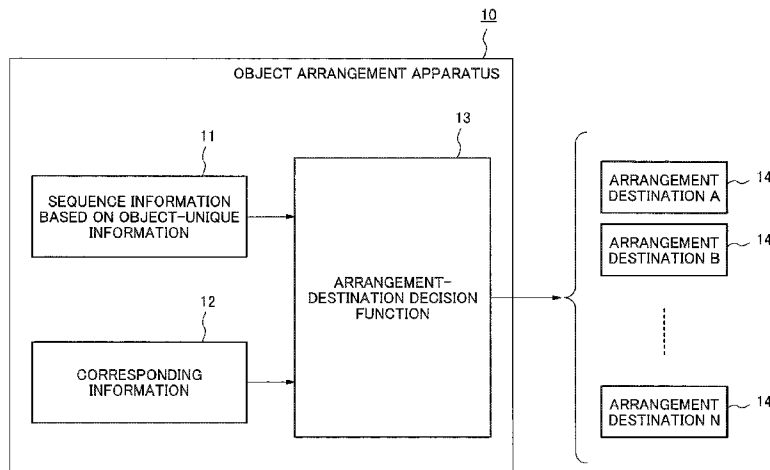 10
OBJECT ARRANGEMENT APPARATUS
11
SEQUENCE INFORMATION
BASED ON OBJECT-UNIQUE
INFORMATION
12
CORRESPONDING
INFORMATION
13
ARRANGEMENT-
DESTINATION DECISION
FUNCTION
ARRANGEMENT
DESTINATION A
14
ARRANGEMENT
DESTINATION B
14
ARRANGEMENT
DESTINATION N
14